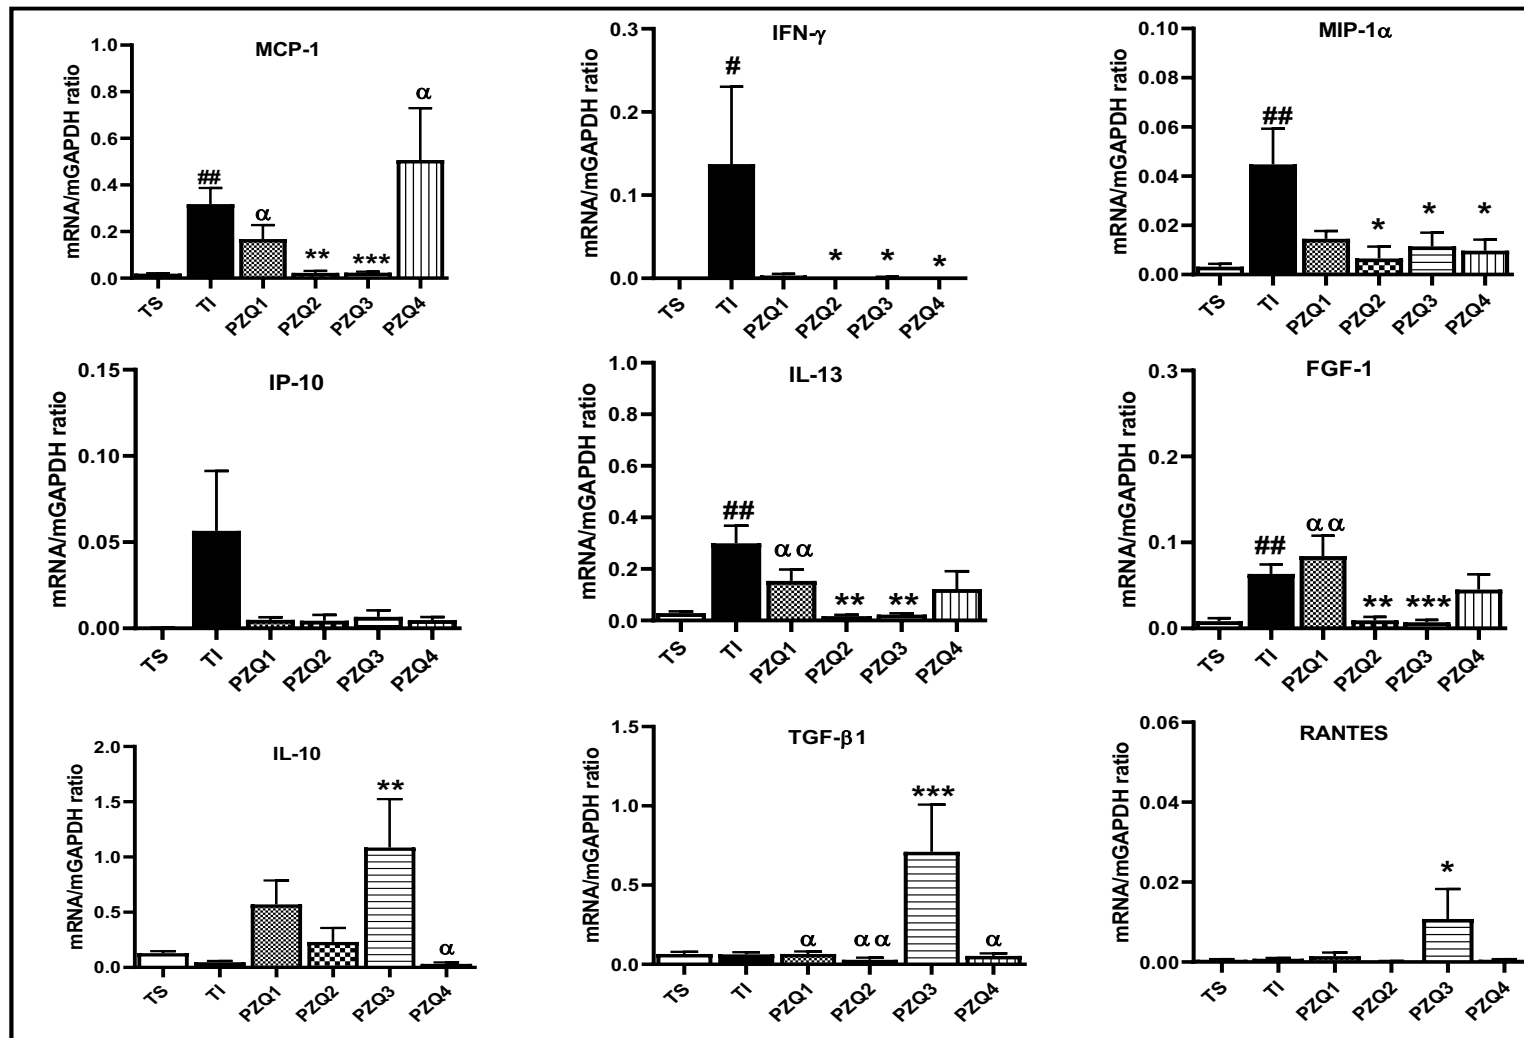 MCP-1
mRNA/mGAPDH ratio
1.0
0.8
0.6
0.4
0.2
0.0
##
α
**
***
α
TS
TI
PZQ1
PZQ2
PZQ3
PZQ4
IFN-γ
mRNA/mGAPDH ratio
0.3
0.2
0.1
0.0
#
*
*
*
TS
TI
PZQ1
PZQ2
PZQ3
PZQ4
MIP-1α
mRNA/mGAPDH ratio
0.10
0.08
0.06
0.04
0.02
0.00
##
*
*
*
TS
TI
PZQ1
PZQ2
PZQ3
PZQ4
IP-10
mRNA/mGAPDH ratio
0.15
0.10
0.05
0.00
TS
TI
PZQ1
PZQ2
PZQ3
PZQ4
IL-13
mRNA/mGAPDH ratio
1.0
0.8
0.6
0.4
0.2
0.0
##
αα
**
**
TS
TI
PZQ1
PZQ2
PZQ3
PZQ4
FGF-1
mRNA/mGAPDH ratio
0.3
0.2
0.1
0.0
##
αα
**
***
TS
TI
PZQ1
PZQ2
PZQ3
PZQ4
IL-10
mRNA/mGAPDH ratio
2.0
1.5
1.0
0.5
0.0
**
α
TS
TI
PZQ1
PZQ2
PZQ3
PZQ4
TGF-β1
mRNA/mGAPDH ratio
1.5
1.0
0.5
0.0
α
αα
***
α
TS
TI
PZQ1
PZQ2
PZQ3
PZQ4
RANTES
mRNA/mGAPDH ratio
0.06
0.04
0.02
0.00
*
TS
TI
PZQ1
PZQ2
PZQ3
PZQ4